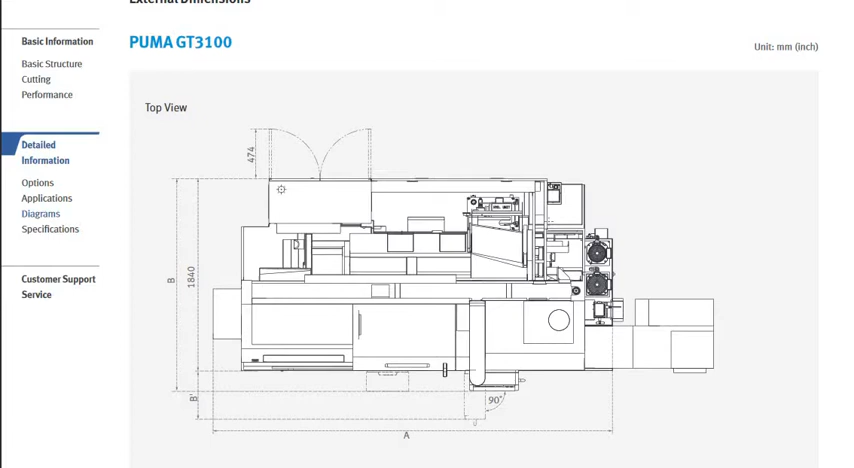 External Dimensions
Basic Information
Basic Structure
Cutting
Performance
Detailed
Information
Options
Applications
Diagrams
Specifications
Customer Support
Service
PUMA GT3100
Unit: mm (inch)
Top View
474
B
1840
B'
90°
A